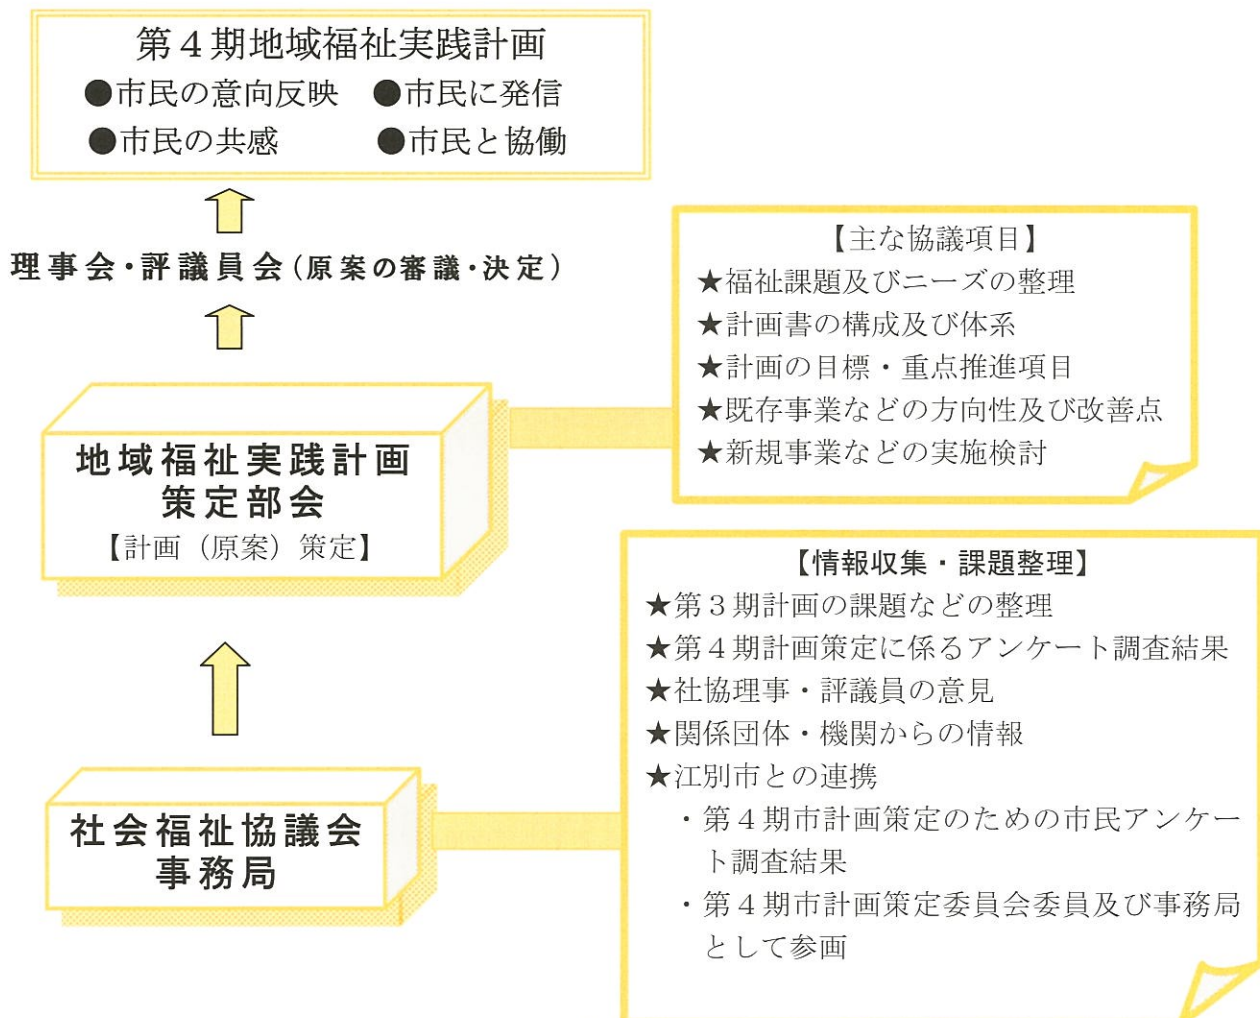 第４期地域福祉実践計画
●市民の意向反映　●市民に発信
●市民の共感　●市民と協働
理事会・評議員会（原案の審議・決定）
地域福祉実践計画
策定部会
【計画（原案）策定】
【主な協議項目】
★福祉課題及びニーズの整理
★計画書の構成及び体系
★計画の目標・重点推進項目
★既存事業などの方向性及び改善点
★新規事業などの実施検討
社会福祉協議会
事務局
【情報収集・課題整理】
★第３期計画の課題などの整理
★第４期計画策定に係るアンケート調査結果
★社協理事・評議員の意見
★関係団体・機関からの情報
★江別市との連携
・第４期市計画策定のための市民アンケー
ト調査結果
・第４期市計画策定委員会委員及び事務局
として参画